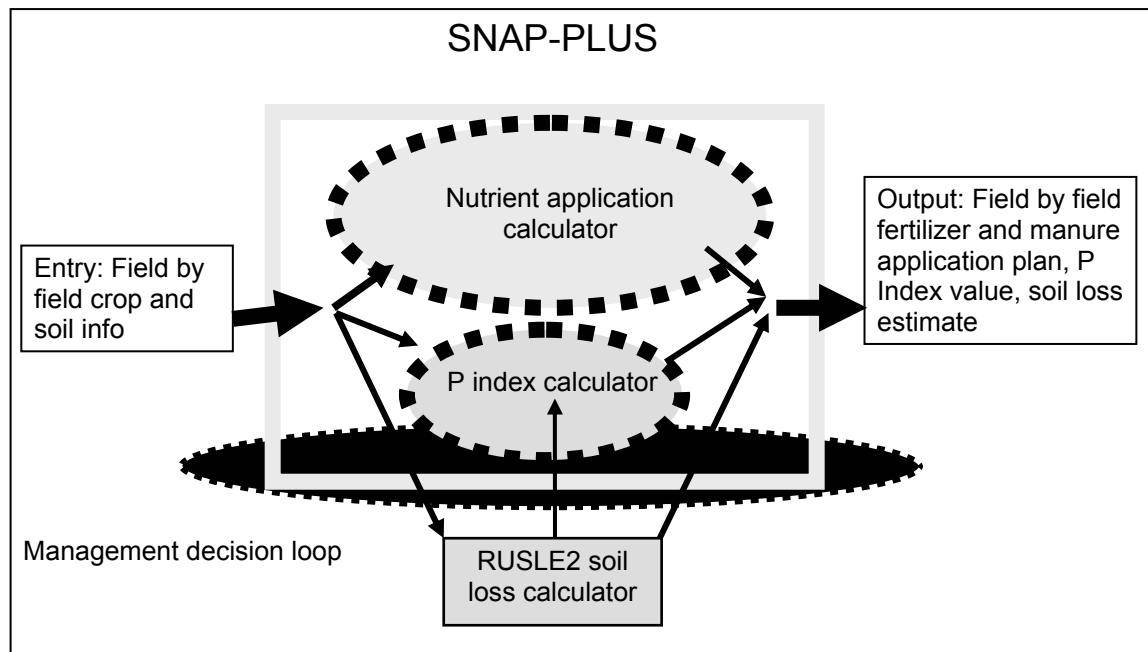 SNAP-PLUS
Nutrient application
calculator
Entry: Field by
field crop and
soil info
Output: Field by field
fertilizer and manure
application plan, P
Index value, soil loss
estimate
P index calculator
Management decision loop
RUSLE2 soil
loss calculator